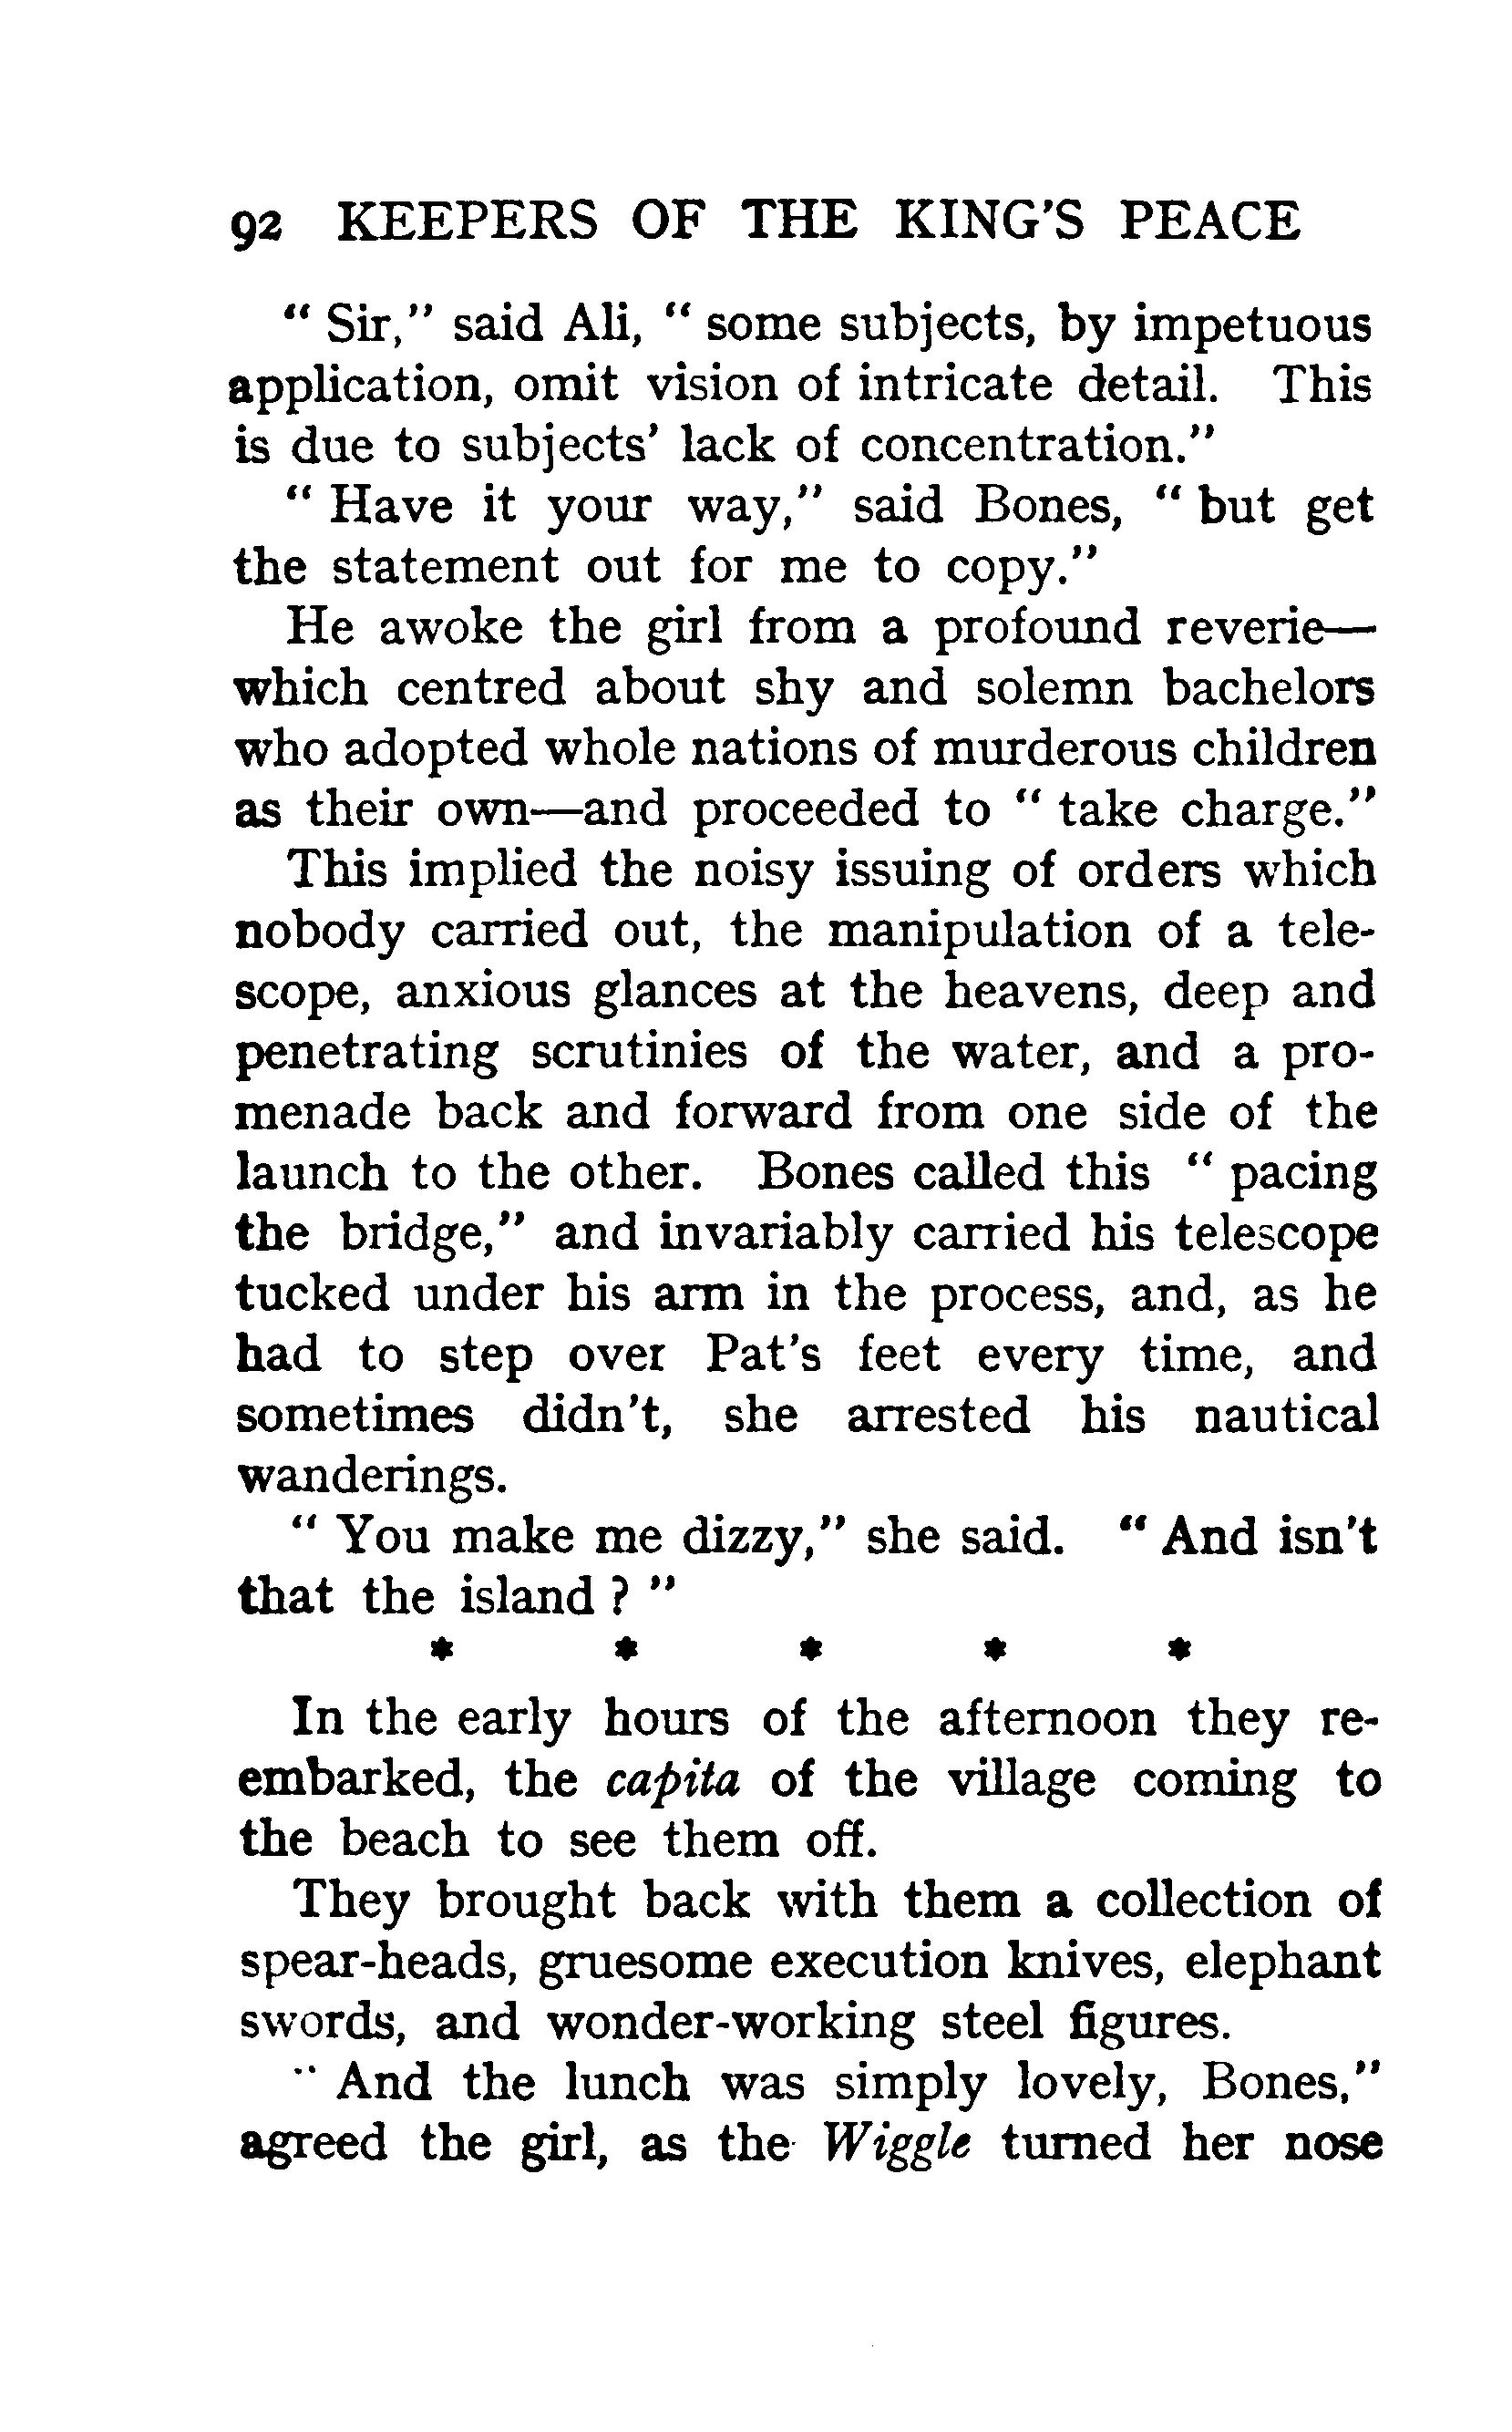 92 KEEPERS OF THE KING'S PEACE
" Sir," said Ali, " some subjects, by impetuous
application, omit vision of intricate detail. This
is due to subjects' lack of concentration."
" Have it your way," said Bones, " but get
the statement out for me to copy."
He awoke the girl from a profound reverie—
which centred about shy and solemn bachelors
who adopted whole nations of murderous children
as their own—and proceeded to " take charge."
This implied the noisy issuing of orders which
nobody carried out, the manipulation of a tele-
scope, anxious glances at the heavens, deep and
penetrating scrutinies of the water, and a pro-
menade back and forward from one side of the
launch to the other. Bones called this " pacing
the bridge," and invariably carried his telescope
tucked under his arm in the process, and, as he
had to step over Pat's feet every time, and
sometimes didn't, she arrested his nautical
wanderings.
" You make me dizzy," she said. " And isn't
that the island ? "
* * * * *
In the early hours of the afternoon they re-
embarked, the capita of the village coming to
the beach to see them off.
They brought back with them a collection of
spear-heads, gruesome execution knives, elephant
swords, and wonder-working steel figures.
" And the lunch was simply lovely, Bones,"
agreed the girl, as the Wiggle turned her nose